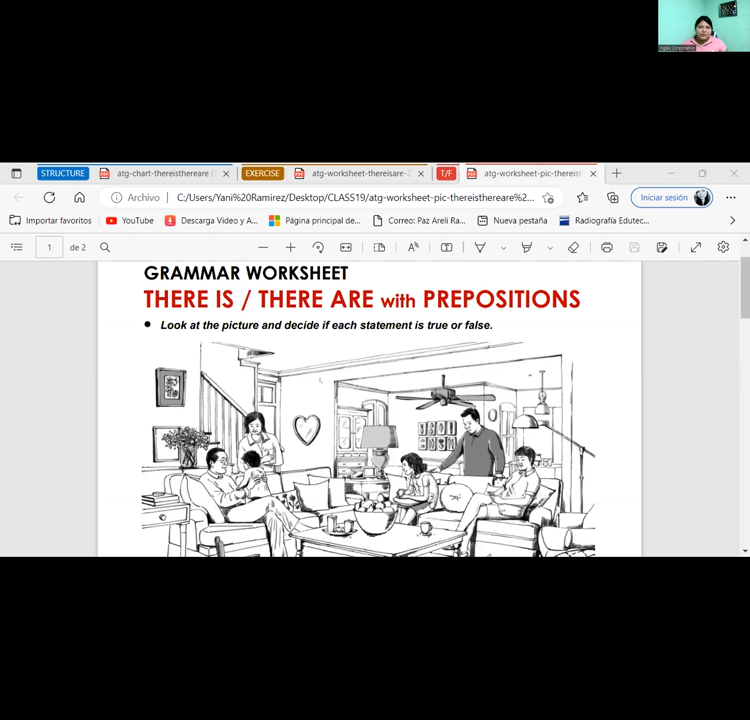 Ingles Corporativo
STRUCTURE
atg-chart-thereisthereare (
EXERCISE
atg-worksheet-thereisare-2
T/F
atg-worksheet-pic-thereist
Archivo
C:/Users/Yani%20Ramirez/Desktop/CLASS19/atg-worksheet-pic-thereisthereare%2...
Iniciar sesión
Importar favoritos
YouTube
Descarga Video y A...
Página principal de...
Correo: Paz Areli Ra...
Nueva pestaña
Radiografía Edutec...
1
de 2
GRAMMAR WORKSHEET
THERE IS / THERE ARE with PREPOSITIONS
Look at the picture and decide if each statement is true or false.